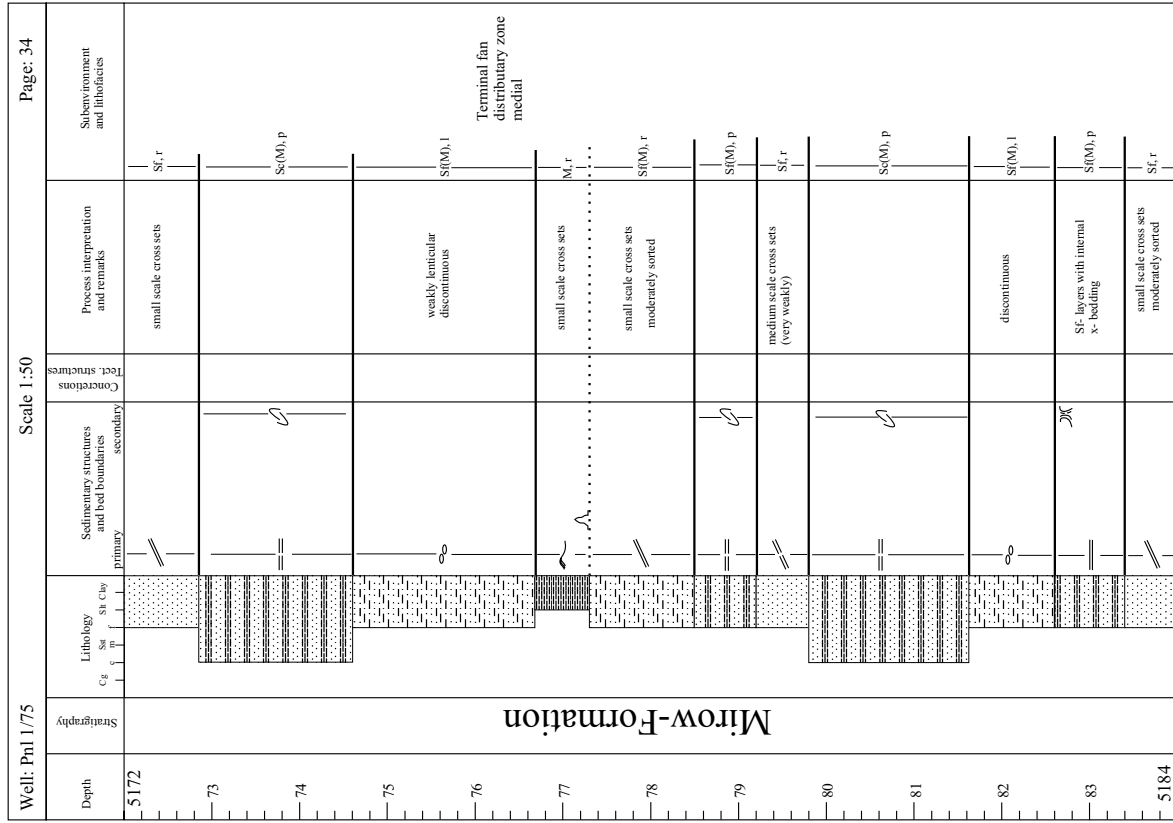 Well: Pnl 1/75
Scale 1:50
Page: 34
Depth
Stratigraphy
Lithology
Cg
c
Sst
m
f
Slt
Clay
Sedimentary structures
and bed boundaries
primary
secondary
Concretions
Tect. structures
Process interpretation
and remarks
Subenvironment
and lithofacies
5172
73
74
75
76
77
78
79
80
81
82
83
5184
Mirow-Formation
small scale cross sets
weakly lenticular
discontinuous
small scale cross sets
small scale cross sets
moderately sorted
medium scale cross sets
(very weakly)
discontinuous
Sf- layers with internal
x- bedding
small scale cross sets
moderately sorted
Sf, r
Sc(M), p
Sf(M), l
M, r
Sf(M), r
Sf(M), p
Sf, r
Sc(M), p
Sf(M), l
Sf(M), p
Sf, r
Terminal fan
distributary zone
medial